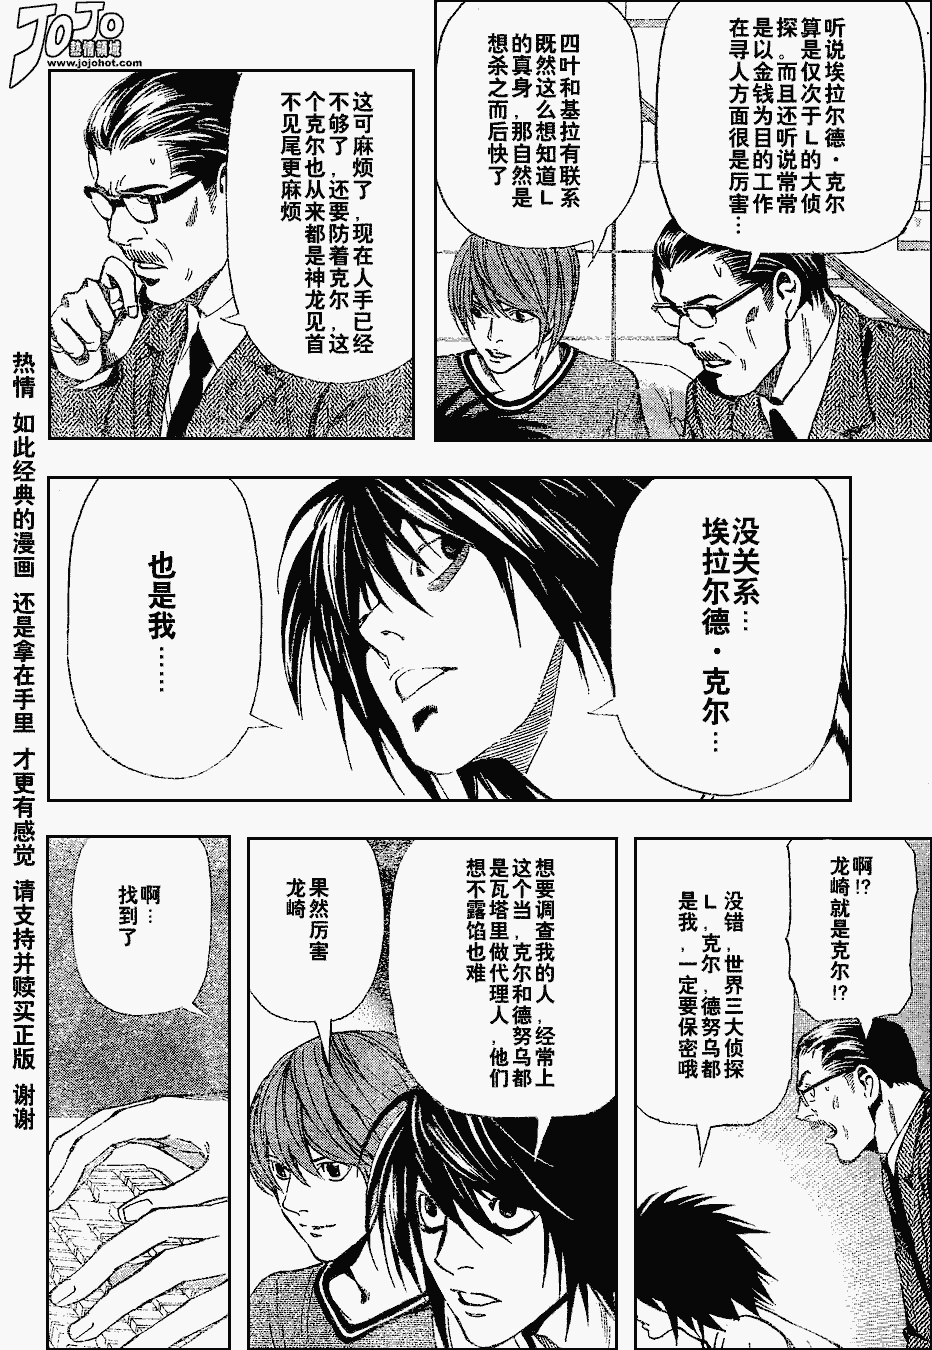 JOJO
热情领域
www.jojohot.com
听说埃拉尔德·克尔
算是仅次于L的大侦
探。而且还听说常常
是以金钱为目的工作
在寻人方面很是厉害…
四叶和基拉有联系
既然这么想知道L
的真身,那自然是
想杀之而后快了
这可麻烦了,现在人手已经
不够了,还要防着克尔,这
个克尔也从来都是神龙见首
不见尾更麻烦
没关系…
埃拉尔德·克尔…
也是我……
啊!?
龙崎就是克尔!?
没错,世界三大侦探
L,克尔,德努乌都
是我,一定要保密哦
想要调查我的人,经常上
这个当,克尔和德努乌都
是瓦塔里做代理人,他们
想不露馅也难
果然厉害
龙崎
啊…
找到了
热情 如此经典的漫画 还是拿在手里 才更有感觉 请支持并赎买正版 谢谢